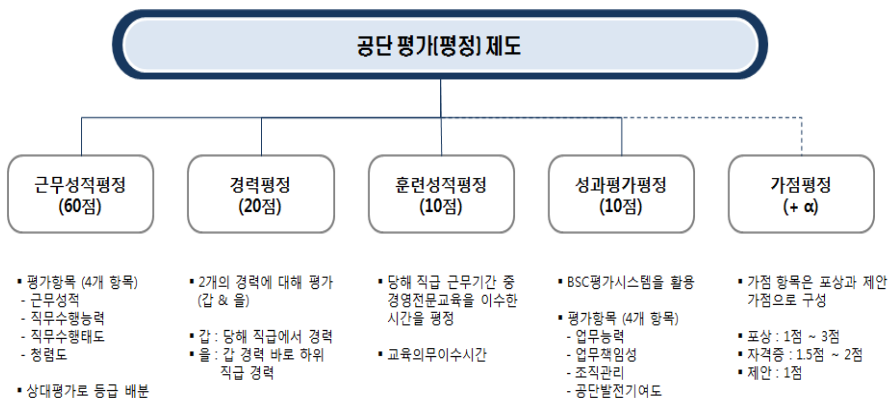 공단 평가(평정) 제도
근무성적평정
(60점)
경력평정
(20점)
훈련성적평정
(10점)
성과평가평정
(10점)
가점평정
(+ α)
▪ 평가항목 (4개 항목)
- 근무성적
- 직무수행능력
- 직무수행태도
- 청렴도
▪ 상대평가로 등급 배분
▪ 2개의 경력에 대해 평가
(갑 & 을)
▪ 갑 : 당해 직급에서 경력
▪ 을 : 갑 경력 바로 하위
직급 경력
▪ 당해 직급 근무기간 중
경영전문교육을 이수한
시간을 평정
▪ 교육의무이수시간
▪ BSC평가시스템을 활용
▪ 평가항목 (4개 항목)
- 업무능력
- 업무책임성
- 조직관리
- 공단발전기여도
▪ 가점 항목은 포상과 제안
가점으로 구성
▪ 포상 : 1점 ~ 3점
▪ 자격증 : 1.5점 ~ 2점
▪ 제안 : 1점